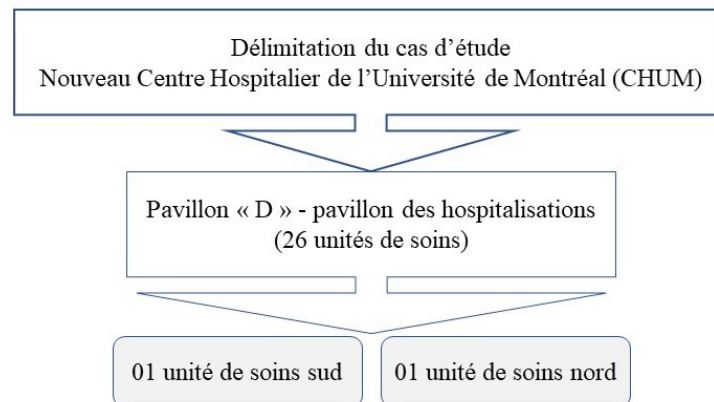 Délimitation du cas d’étude
Nouveau Centre Hospitalier de l’Université de Montréal (CHUM)
Pavillon « D » - pavillon des hospitalisations
(26 unités de soins)
01 unité de soins sud
01 unité de soins nord